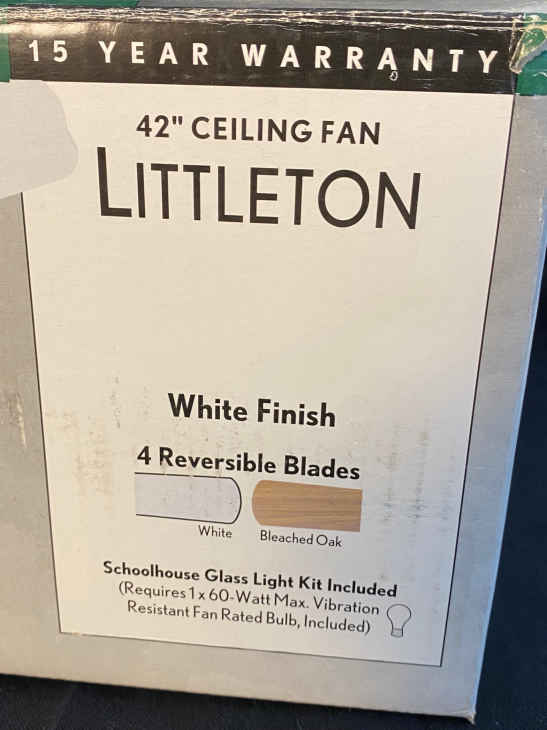 15 YEAR WARRANTY
42" CEILING FAN
LITTLETON
White Finish
4 Reversible Blades
White
Bleached Oak
Schoolhouse Glass Light Kit Included
(Requires 1 x 60-Watt Max. Vibration
Resistant Fan Rated Bulb, Included)